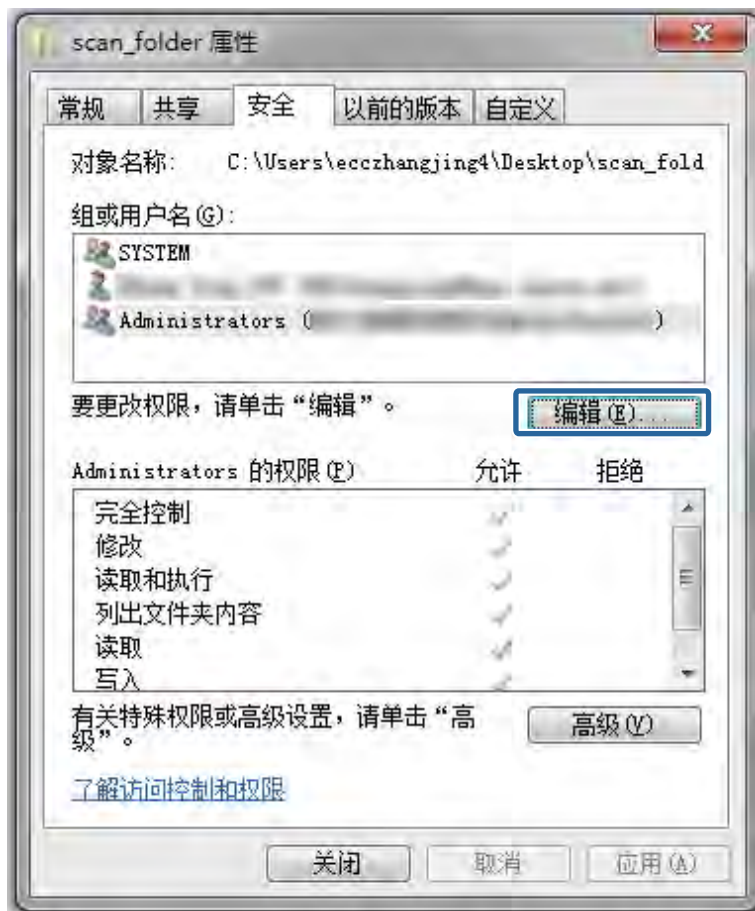 scan_folder 属性
常规 共享 安全 以前的版本 自定义
对象名称: C:\Users\ecczhangjing4\Desktop\scan_fold
组或用户名(G):
SYSTEM
Administrators ( )
要更改权限，请单击“编辑”。
编辑(E)...
Administrators 的权限(P) 允许 拒绝
完全控制
修改
读取和执行
列出文件夹内容
读取
写入
有关特殊权限或高级设置，请单击“高
级”。
高级(V)
了解访问控制和权限
关闭 取消 应用(A)